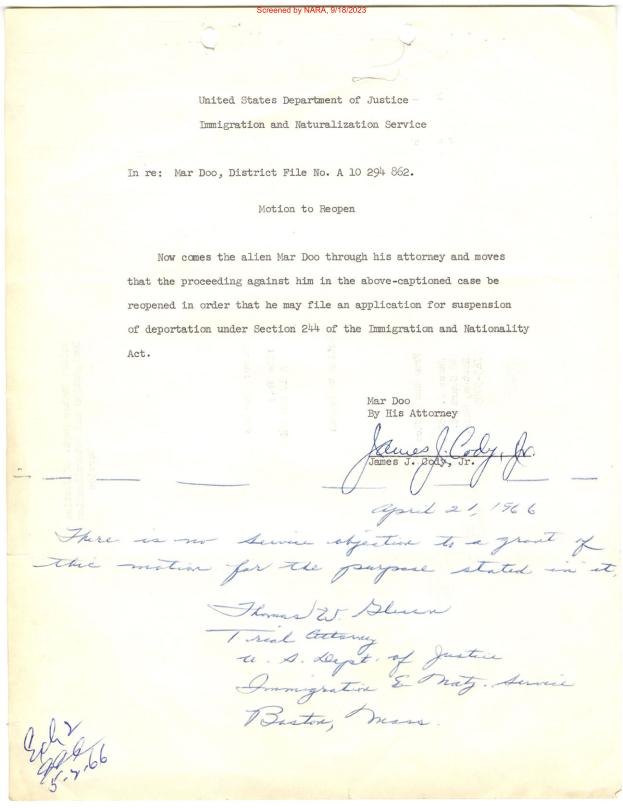 Screened by NARA, 9/18/2023
United States Department of Justice
Immigration and Naturalization Service
In re: Mar Doo, District File No. A 10 294 862.
Motion to Reopen
Now comes the alien Mar Doo through his attorney and moves
that the proceeding against him in the above-captioned case be
reopened in order that he may file an application for suspension
of deportation under Section 244 of the Immigration and Nationality
Act.
Mar Doo
By His Attorney
James J. Cody, Jr.
James J. Cody, Jr.
April 21, 1966
There is no service objection to a grant of
this motion for the purpose stated in it.
Thomas W.
Trial Attorney
U. S. Dept. of Justice
Immigration & Natz. Service
Boston, Mass.
Exh 2
5-2-66